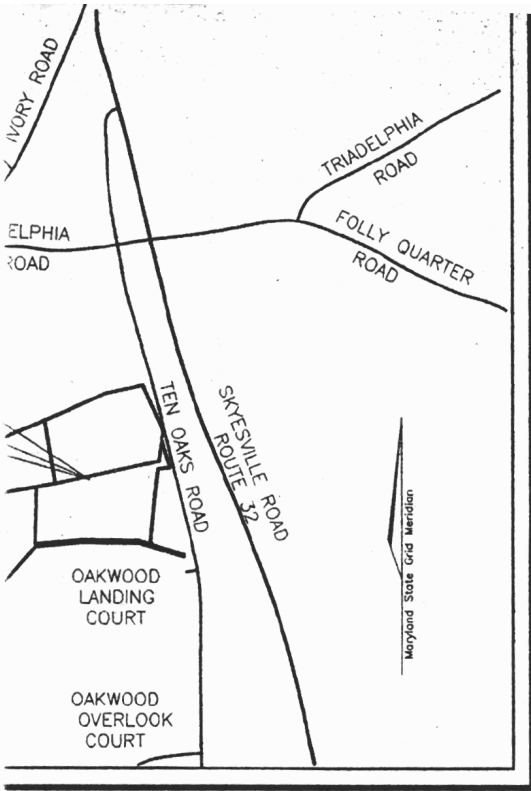 IVORY ROAD
TRIADELPHIA
ROAD
ELPHIA
ROAD
FOLLY QUARTER
ROAD
TEN OAKS ROAD
SKYESVILLE ROAD
ROUTE 32
Maryland State Grid Meridian
OAKWOOD
LANDING
COURT
OAKWOOD
OVERLOOK
COURT